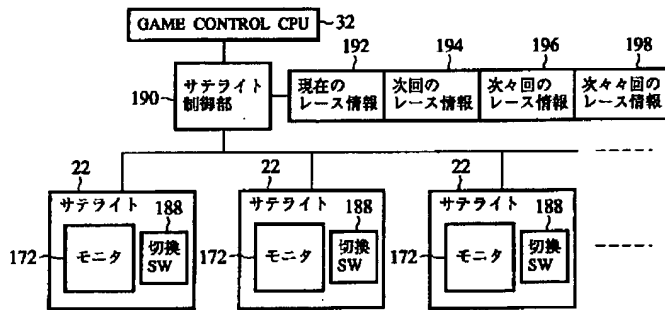 GAME CONTROL CPU
32
192
194
196
198
190
サテライト
制御部
現在の
レース情報
次回の
レース情報
次々回の
レース情報
次々々回の
レース情報
22
22
22
サテライト
サテライト
サテライト
188
188
188
172
モニタ
切換
SW
172
モニタ
切換
SW
172
モニタ
切換
SW